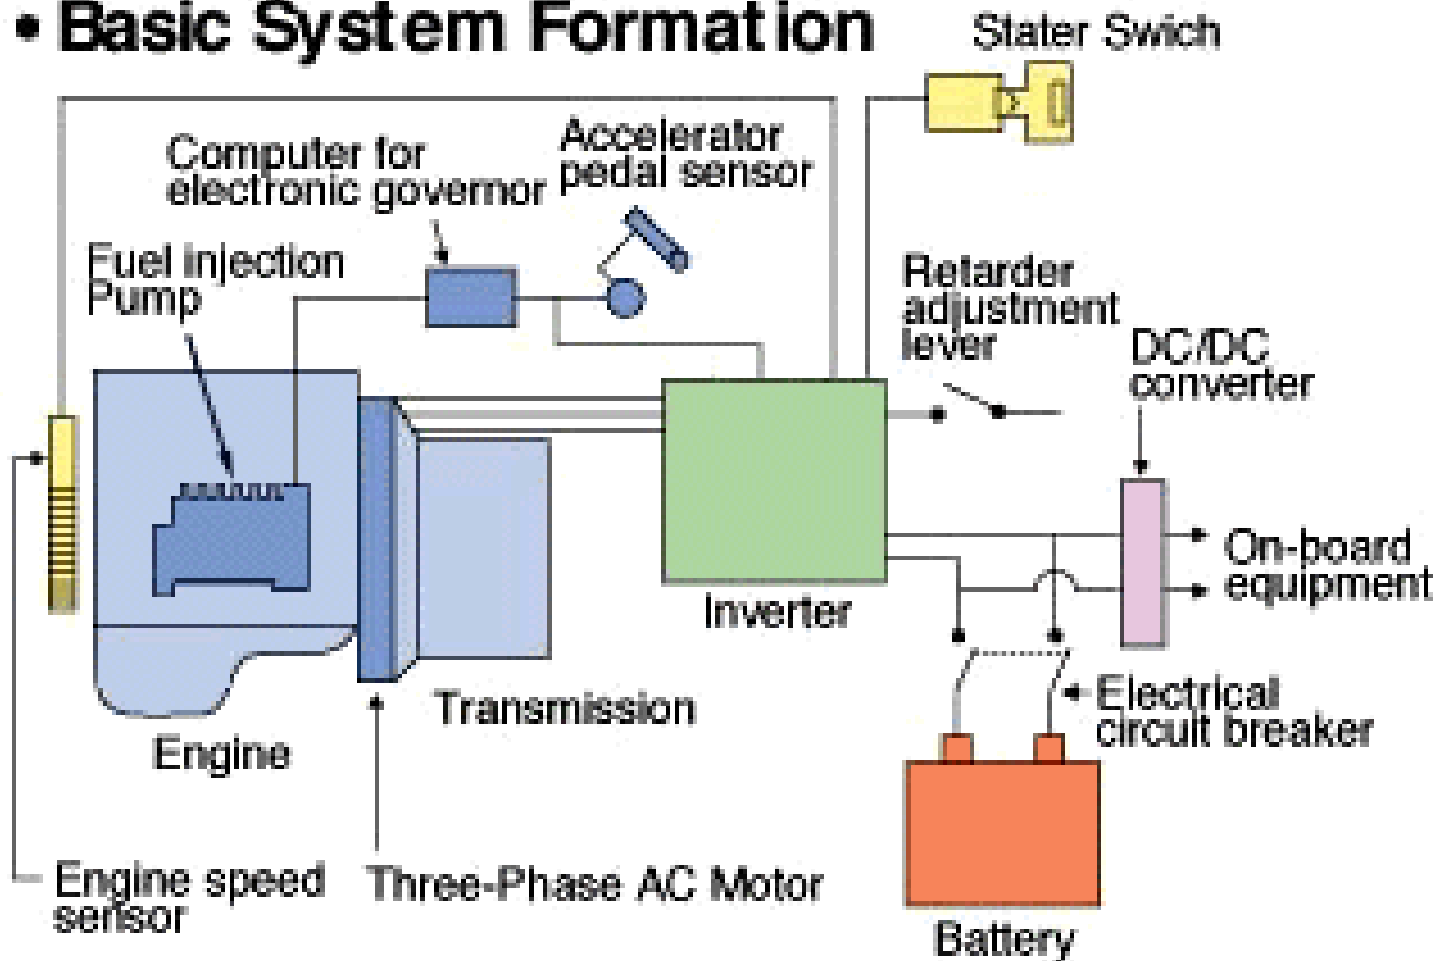 • Basic System Formation
Stater Swich
Accelerator
pedal sensor
Computer for
electronic governor
Fuel injection
Pump
Retarder
adjustment
lever
DC/DC
converter
On-board
equipment
Inverter
Electrical
circuit breaker
Transmission
Engine
Engine speed
sensor
Three-Phase AC Motor
Battery